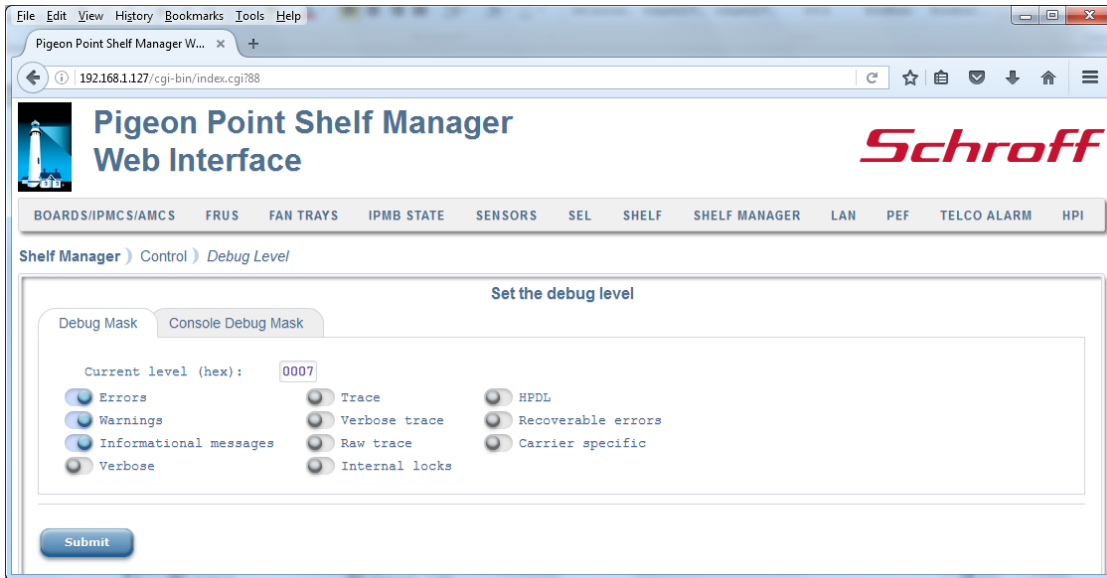 File Edit View History Bookmarks Tools Help
Pigeon Point Shelf Manager W...
192.168.1.127/cgi-bin/index.cgi?88
Pigeon Point Shelf Manager
Web Interface
Schroff
BOARDS/IPMCS/AMCS FRUS FAN TRAYS IPMB STATE SENSORS SEL SHELF SHELF MANAGER LAN PEF TELCO ALARM HPI
Shelf Manager ) Control ) Debug Level
Set the debug level
Debug Mask Console Debug Mask
Current level (hex): 0007
Errors Trace HPDL
Warnings Verbose trace Recoverable errors
Informational messages Raw trace Carrier specific
Verbose Internal locks
Submit